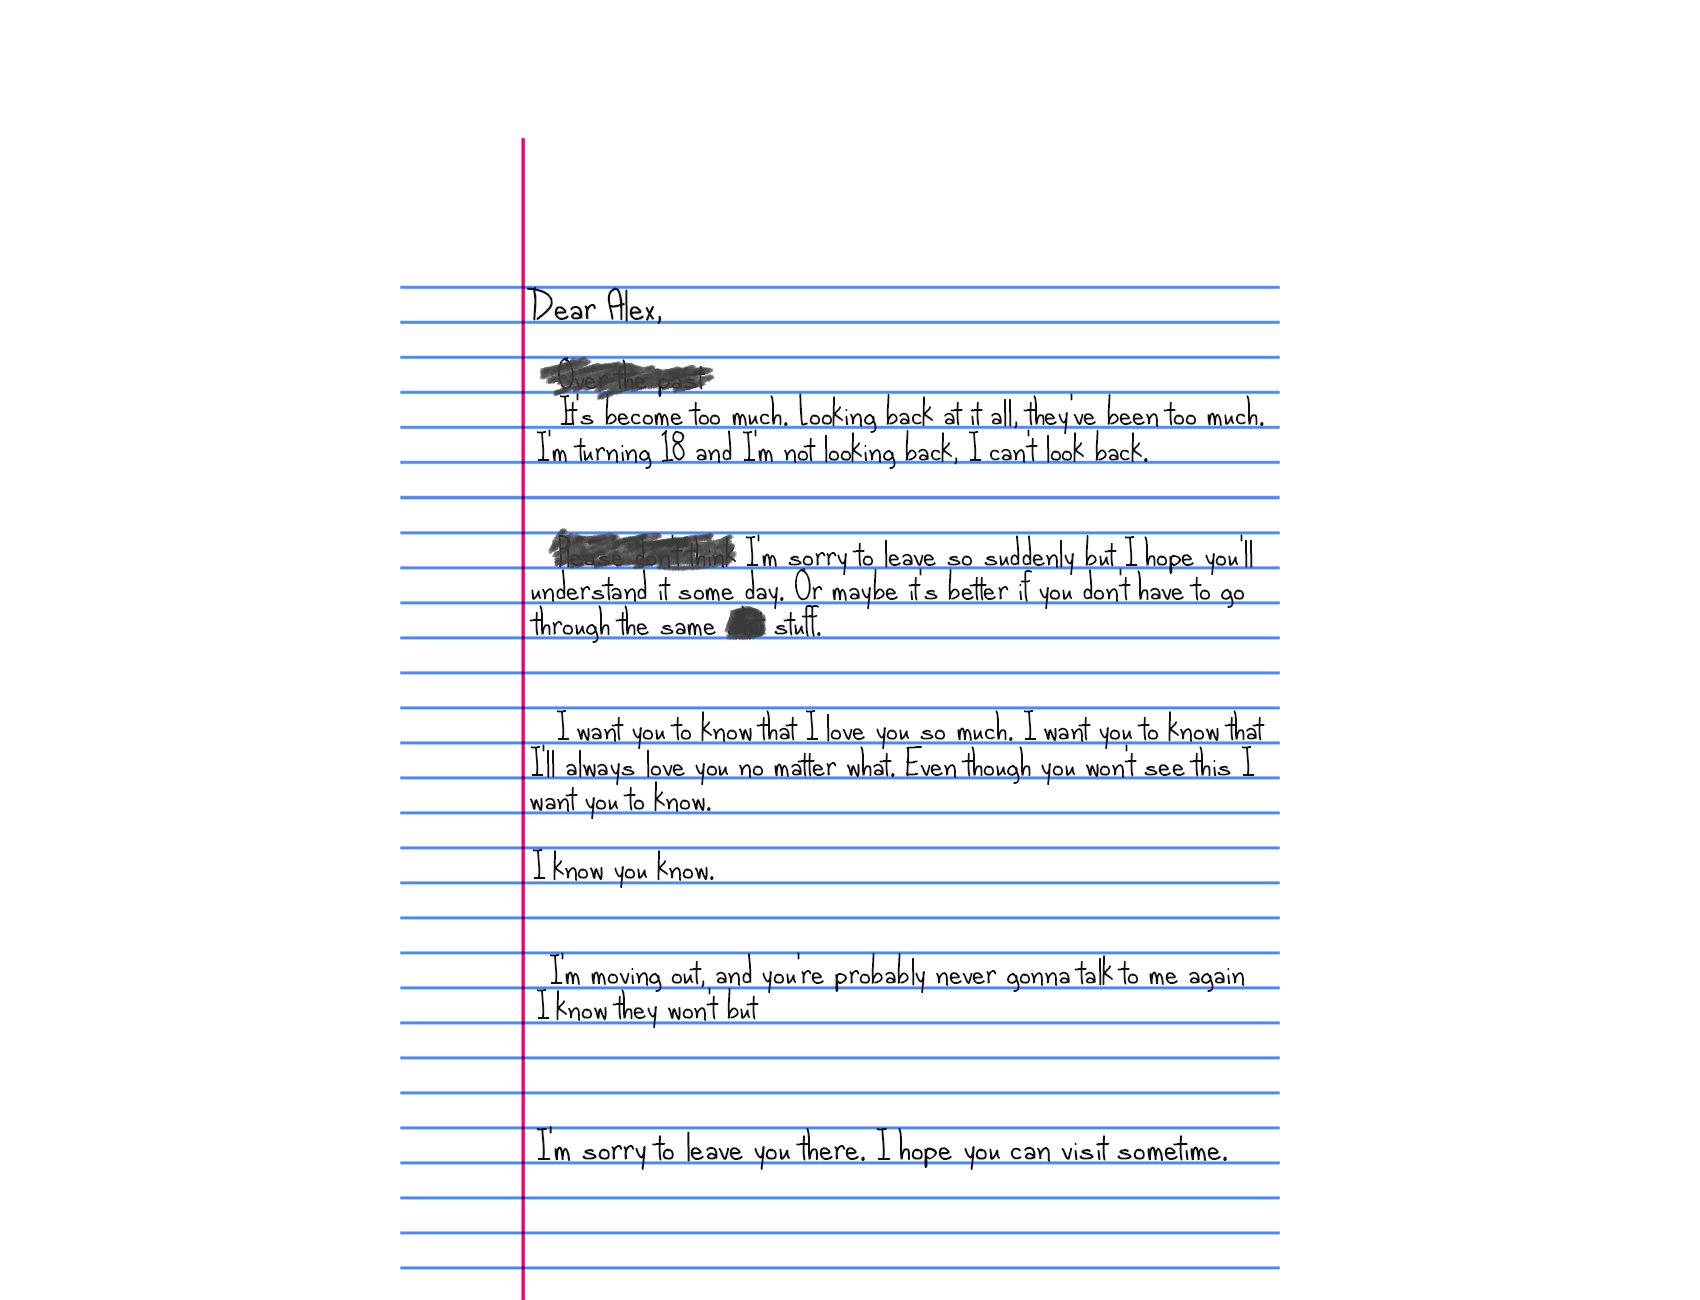 Dear Alex,
Over the past
It's become too much. Looking back at it all, they've been too much.
I'm turning 18 and I'm not looking back, I can't look back.
Please don't think I'm sorry to leave so suddenly but I hope you'll
understand it some day. Or maybe it's better if you don't have to go
through the same stuff.
I want you to know that I love you so much. I want you to know that
I'll always love you no matter what. Even though you won't see this I
want you to know.
I know you know.
I'm moving out, and you're probably never gonna talk to me again
I know they won't but
I'm sorry to leave you there. I hope you can visit sometime.